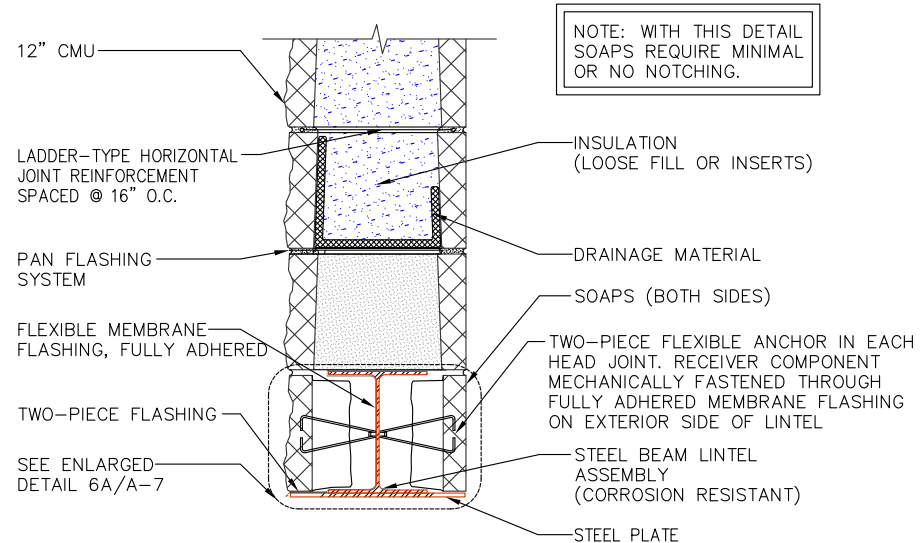 NOTE: WITH THIS DETAIL
SOAPS REQUIRE MINIMAL
OR NO NOTCHING.
12" CMU
LADDER-TYPE HORIZONTAL
JOINT REINFORCEMENT
SPACED @ 16" O.C.
PAN FLASHING
SYSTEM
FLEXIBLE MEMBRANE
FLASHING, FULLY ADHERED
TWO-PIECE FLASHING
SEE ENLARGED
DETAIL 6A/A-7
INSULATION
(LOOSE FILL OR INSERTS)
DRAINAGE MATERIAL
SOAPS (BOTH SIDES)
TWO-PIECE FLEXIBLE ANCHOR IN EACH
HEAD JOINT. RECEIVER COMPONENT
MECHANICALLY FASTENED THROUGH
FULLY ADHERED MEMBRANE FLASHING
ON EXTERIOR SIDE OF LINTEL
STEEL BEAM LINTEL
ASSEMBLY
(CORROSION RESISTANT)
STEEL PLATE